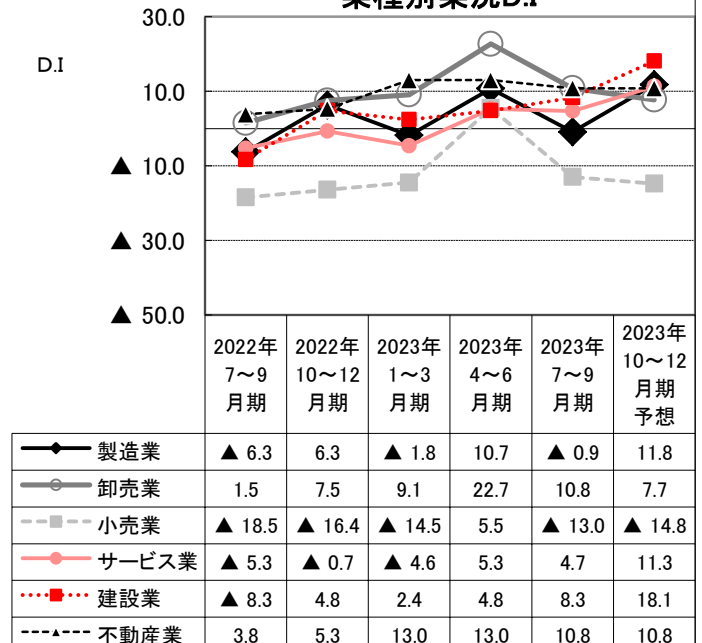 業種別業況D.I
30.0
D.I
10.0
▲ 10.0
▲ 30.0
▲ 50.0
2022年 7～9 月期
2022年 10～12 月期
2023年 1～3 月期
2023年 4～6 月期
2023年 7～9 月期
2023年 10～12 月期 予想
製造業 ▲ 6.3 6.3 ▲ 1.8 10.7 ▲ 0.9 11.8
卸売業 1.5 7.5 9.1 22.7 10.8 7.7
小売業 ▲ 18.5 ▲ 16.4 ▲ 14.5 5.5 ▲ 13.0 ▲ 14.8
サービス業 ▲ 5.3 ▲ 0.7 ▲ 4.6 5.3 4.7 11.3
建設業 ▲ 8.3 4.8 2.4 4.8 8.3 18.1
不動産業 3.8 5.3 13.0 13.0 10.8 10.8